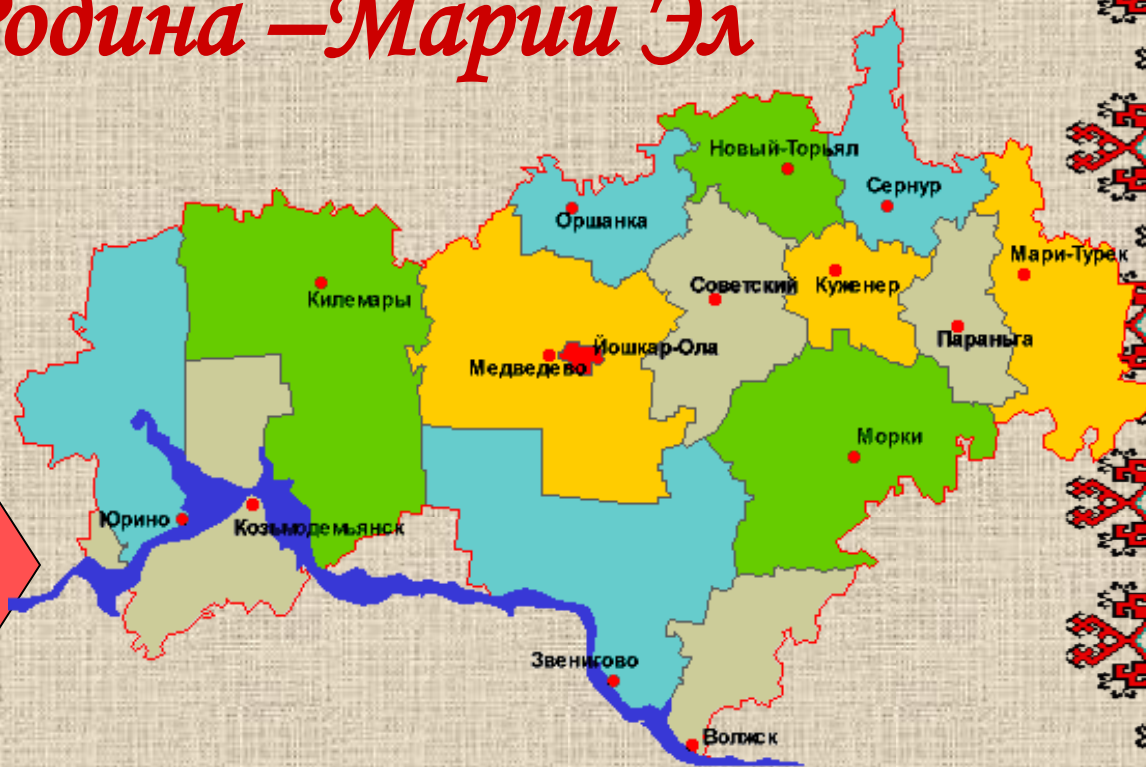 одина –Марии Эл
Новый-Торьял
Сернур
Оршанка
Мари-Турек
Советский
Куженер
Килемары
Параньга
Йошкар-Ола
Медведево
Морки
Юрино
Козьмодемьянск
Звенигово
Волжск